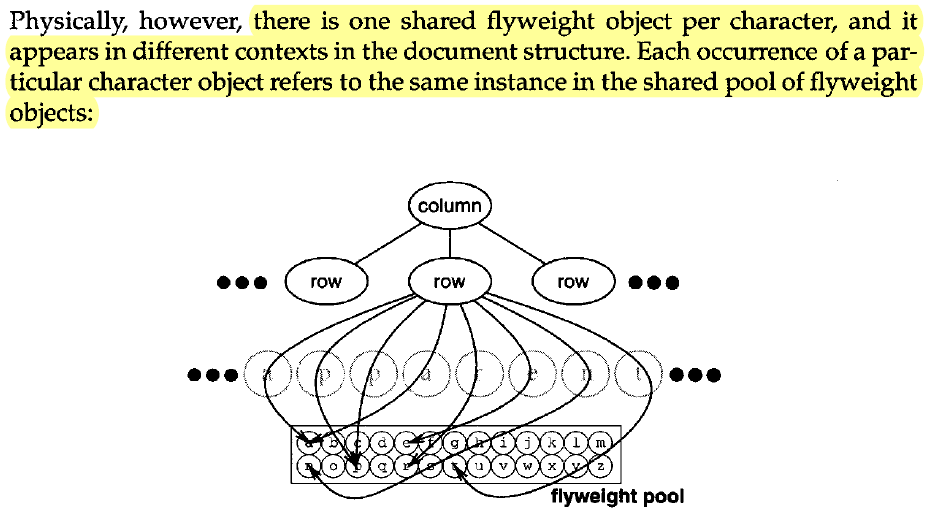 Physically, however, there is one shared flyweight object per character, and it
appears in different contexts in the document structure. Each occurrence of a par-
ticular character object refers to the same instance in the shared pool of flyweight
objects:
column
row row row
a p p a r e n t
a b c d e f g h i j k l m
n o p q r s t u v w x y z
flyweight pool